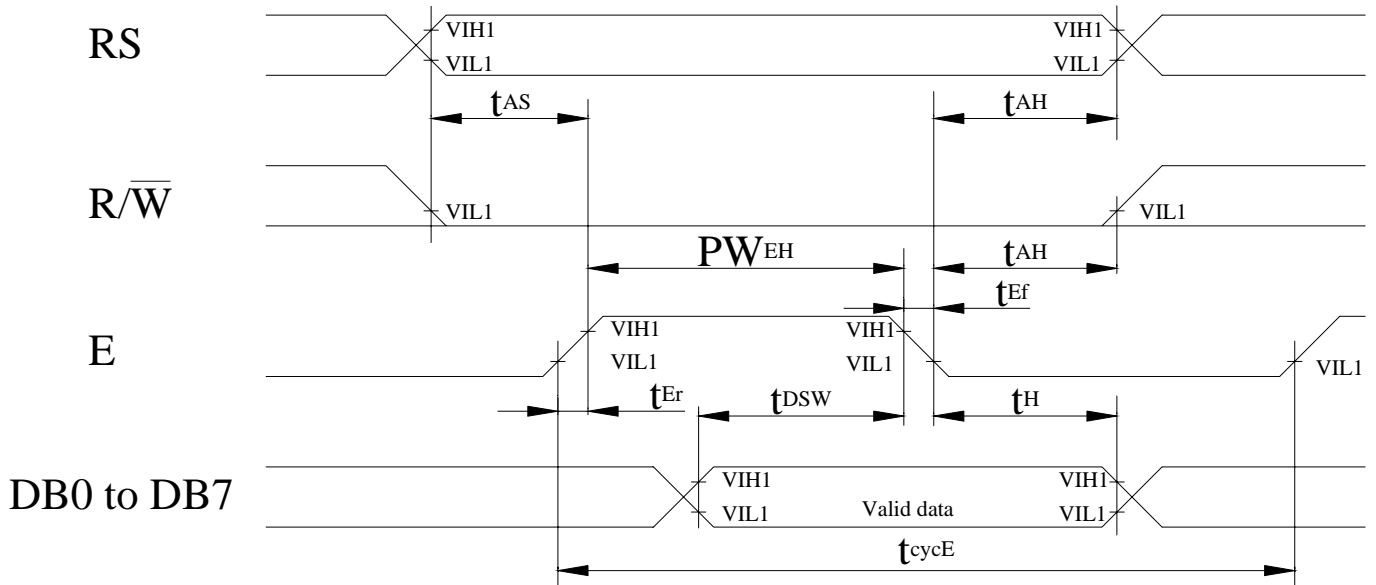 RS
VIH1
VIL1
VIH1
VIL1
tAS
tAH
R/W̅
VIL1
VIL1
PWEH
tAH
tEf
E
VIH1
VIL1
VIH1
VIL1
VIL1
tEr
tDSW
tH
DB0 to DB7
VIH1
VIL1
Valid data
VIH1
VIL1
tcycE